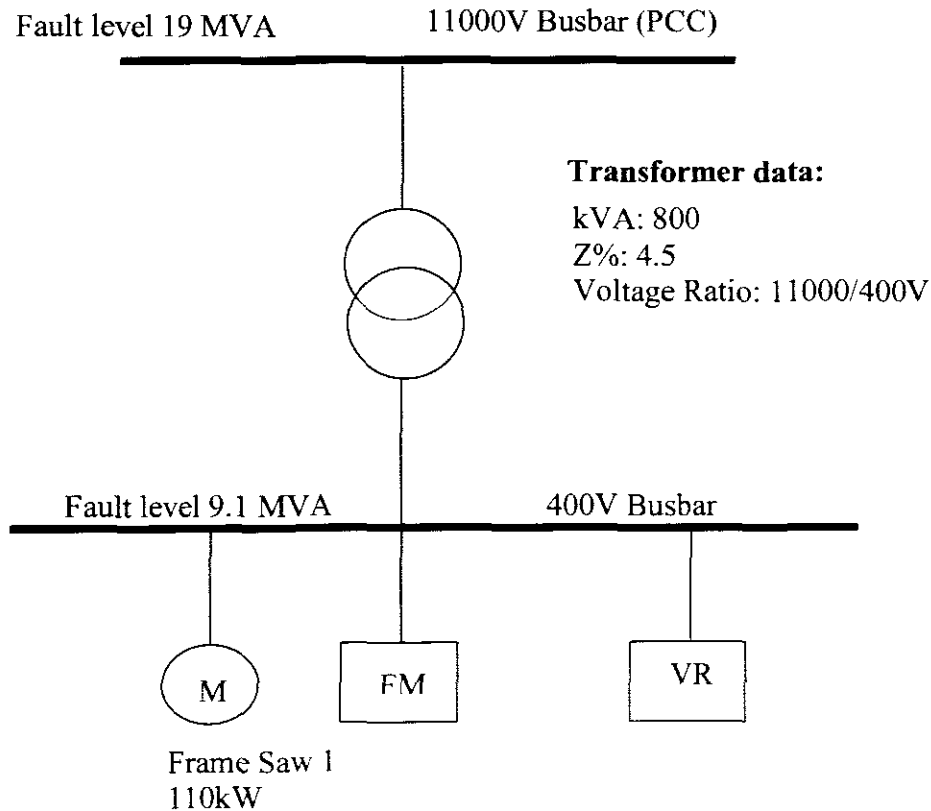 Fault level 19 MVA 11000V Busbar (PCC)
Transformer data:
kVA: 800
Z%: 4.5
Voltage Ratio: 11000/400V
Fault level 9.1 MVA 400V Busbar
M FM VR
Frame Saw 1
110kW